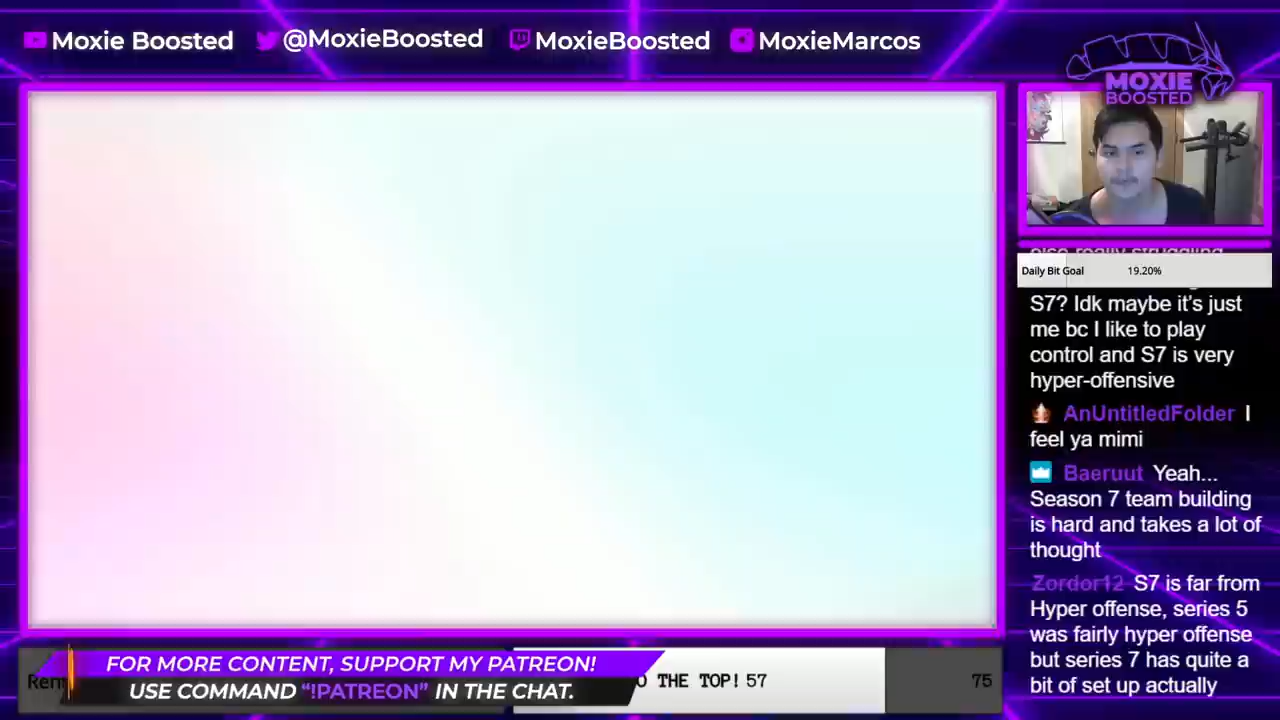 Moxie Boosted @MoxieBoosted MoxieBoosted MoxieMarcos
MOXIE
BOOSTED
else really struggling
Daily Bit Goal 19.20%
S7? Idk maybe it's just
me bc I like to play
control and S7 is very
hyper-offensive
AnUntitledFolder I
feel ya mimi
Baeruut Yeah...
Season 7 team building
is hard and takes a lot of
thought
Zordor12 S7 is far from
Hyper offense, series 5
was fairly hyper offense
but series 7 has quite a
bit of set up actually
FOR MORE CONTENT, SUPPORT MY PATREON!
USE COMMAND “!PATREON” IN THE CHAT.
THE TOP! 57
75